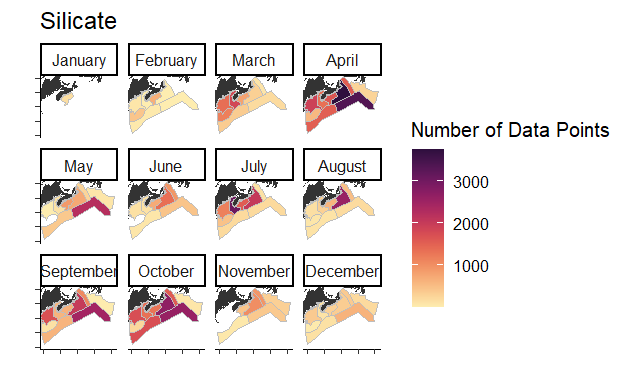 Silicate
January
February
March
April
May
June
July
August
September
October
November
December
Number of Data Points
3000
2000
1000